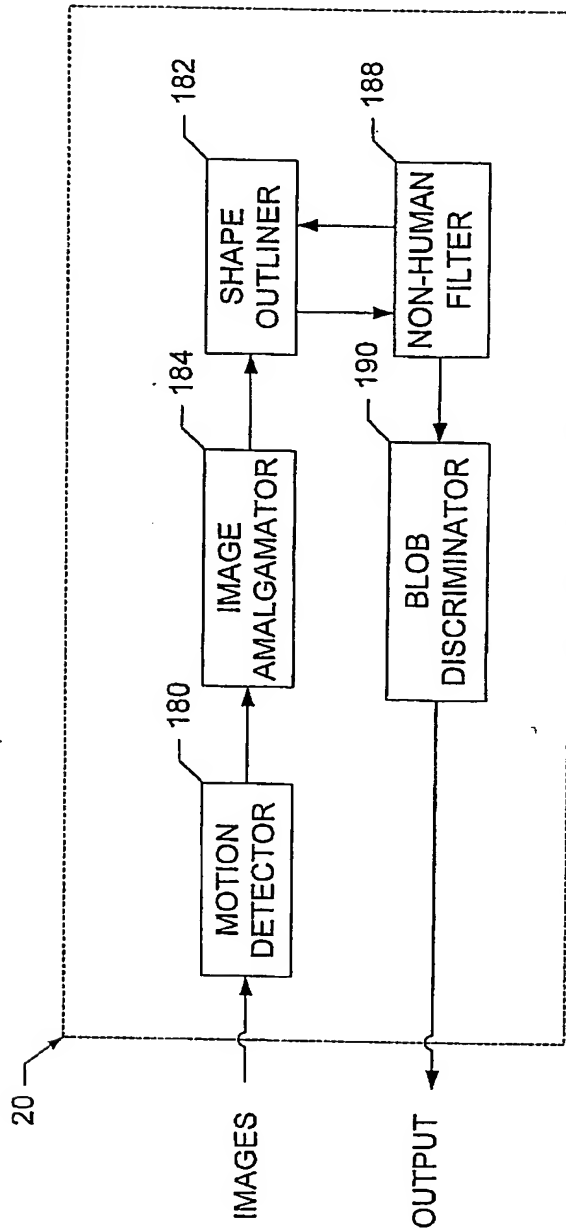 20
IMAGES
180
MOTION
DETECTOR
184
IMAGE
AMALGAMATOR
182
SHAPE
OUTLINER
188
NON-HUMAN
FILTER
190
BLOB
DISCRIMINATOR
OUTPUT